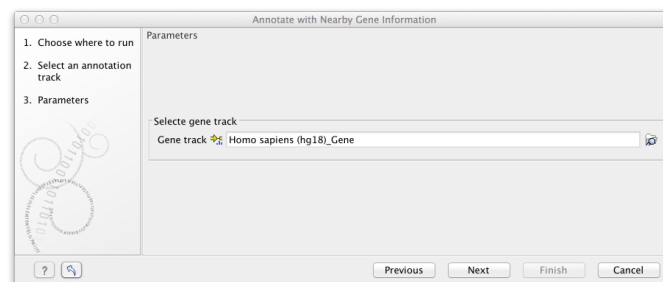 Annotate with Nearby Gene Information
1. Choose where to run
2. Select an annotation
track
3. Parameters
Parameters
Selecte gene track
Gene track Homo sapiens (hg18)_Gene
? Previous Next Finish Cancel